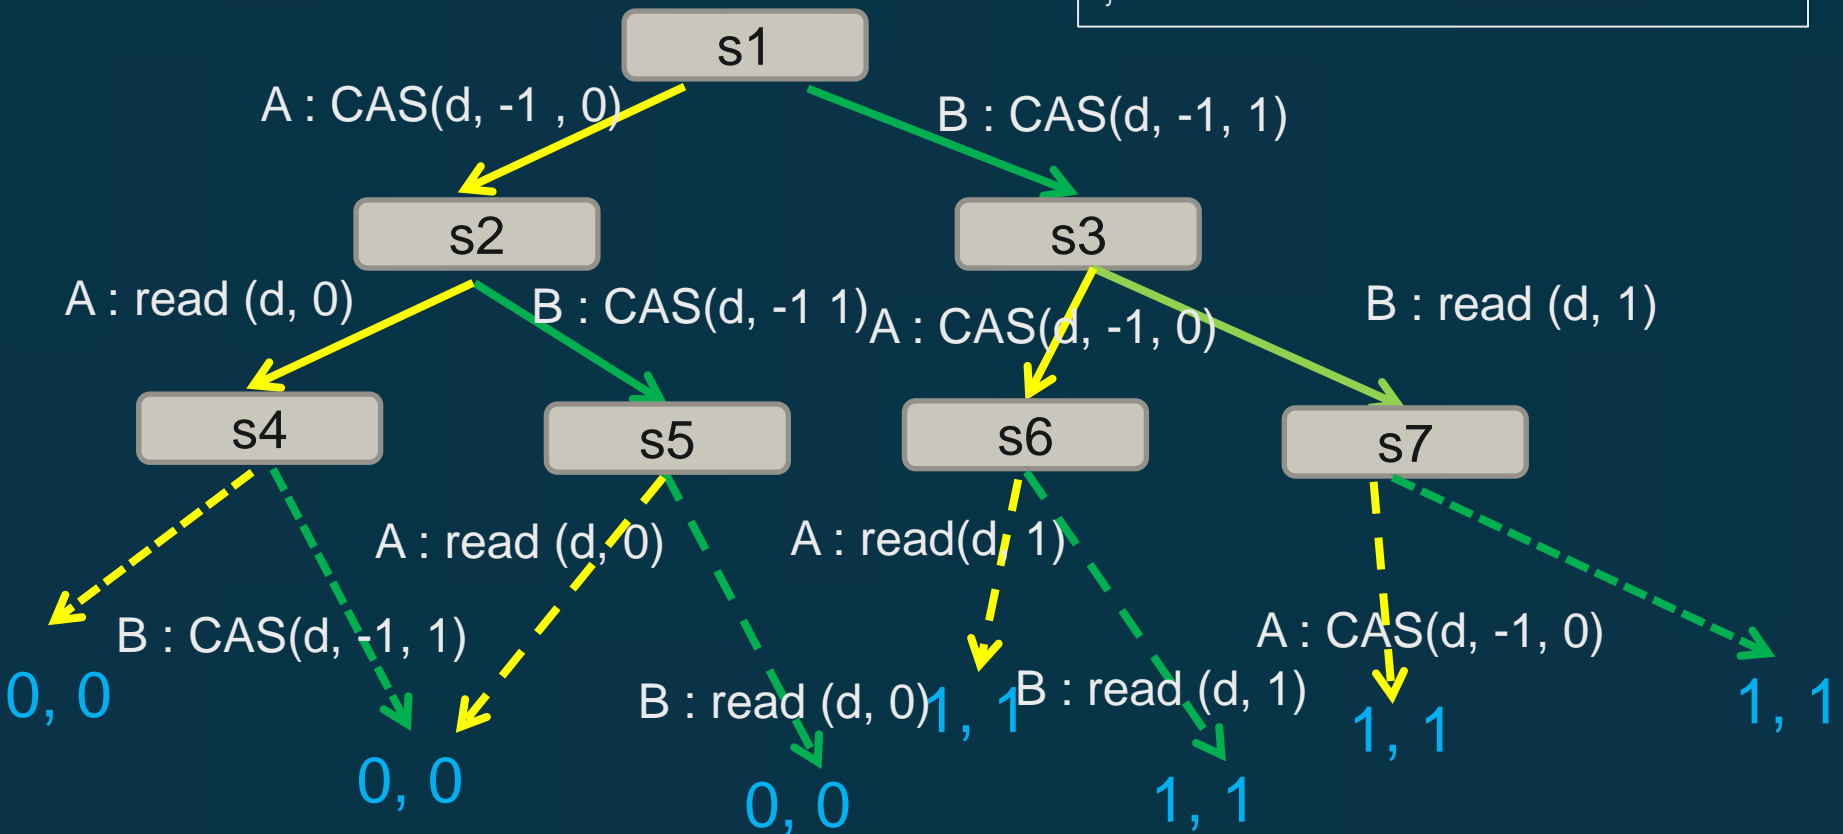 }
s1
A : CAS(d, -1 , 0)
B : CAS(d, -1, 1)
s2
s3
A : read (d, 0)
B : CAS(d, -1 1)
A : CAS(d, -1, 0)
B : read (d, 1)
s4
s5
s6
s7
A : read (d, 0)
A : read(d, 1)
B : CAS(d, -1, 1)
A : CAS(d, -1, 0)
0, 0
B : read (d, 0)
1, 1
B : read (d, 1)
1, 1
1, 1
0, 0
0, 0
1, 1